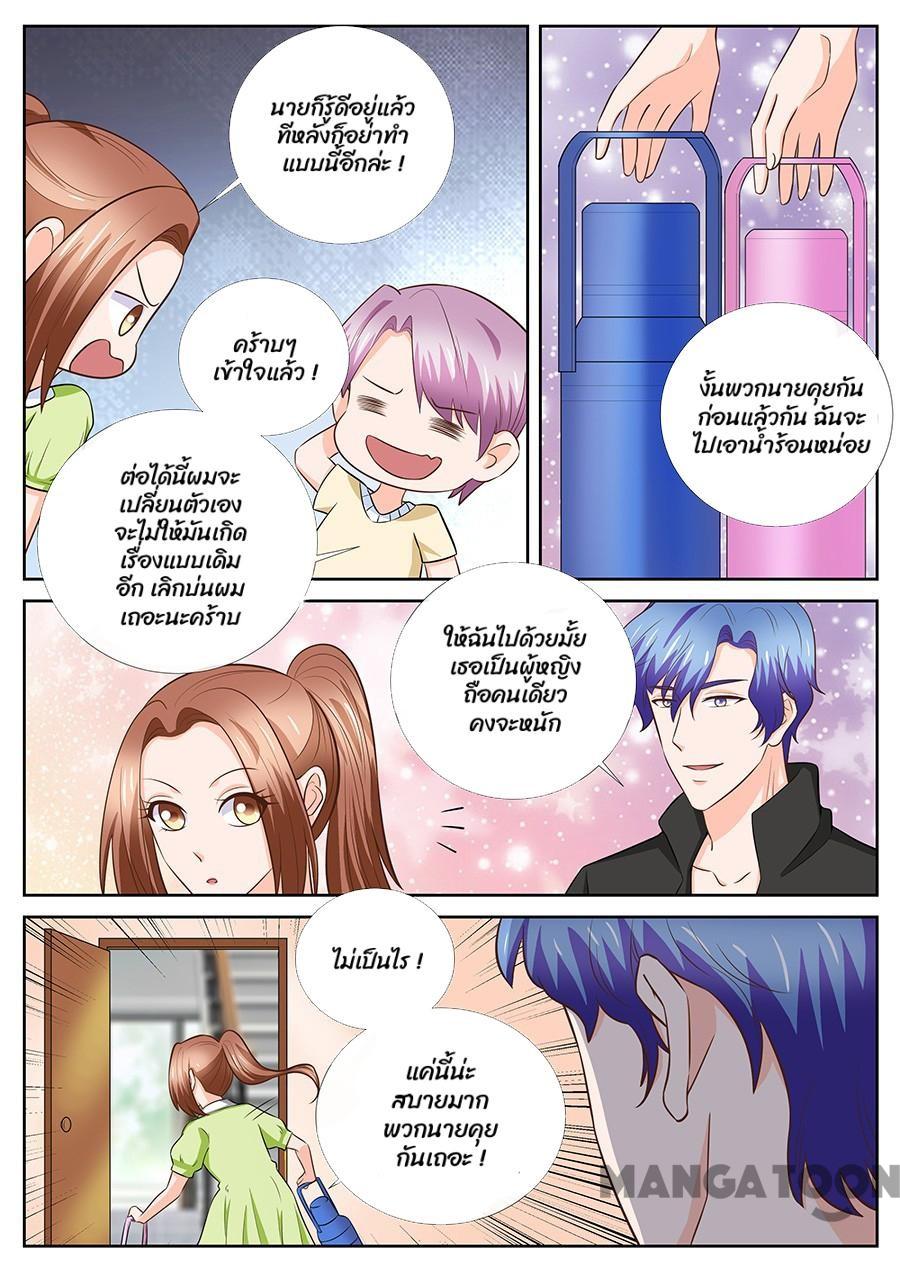 นายก็รู้ดีอยู่แล้ว
ทีหลังก็อย่าทำ
แบบนี้อีกล่ะ !
คร้าบๆ
เข้าใจแล้ว !
ต่อได้นี้ผมจะ
เปลี่ยนตัวเอง
จะไม่ให้มันเกิด
เรื่องแบบเดิม
อีก เลิกบ่นผม
เถอะนะคร้าบ
งั้นพวกนายคุยกัน
ก่อนแล้วกัน ฉันจะ
ไปเอาน้ำร้อนหน่อย
ให้ฉันไปด้วยมั้ย
เธอเป็นผู้หญิง
ถือคนเดียว
คงจะหนัก
ไม่เป็นไร !
แค่นี้น่ะ
สบายมาก
พวกนายคุย
กันเถอะ !
MANGATOON